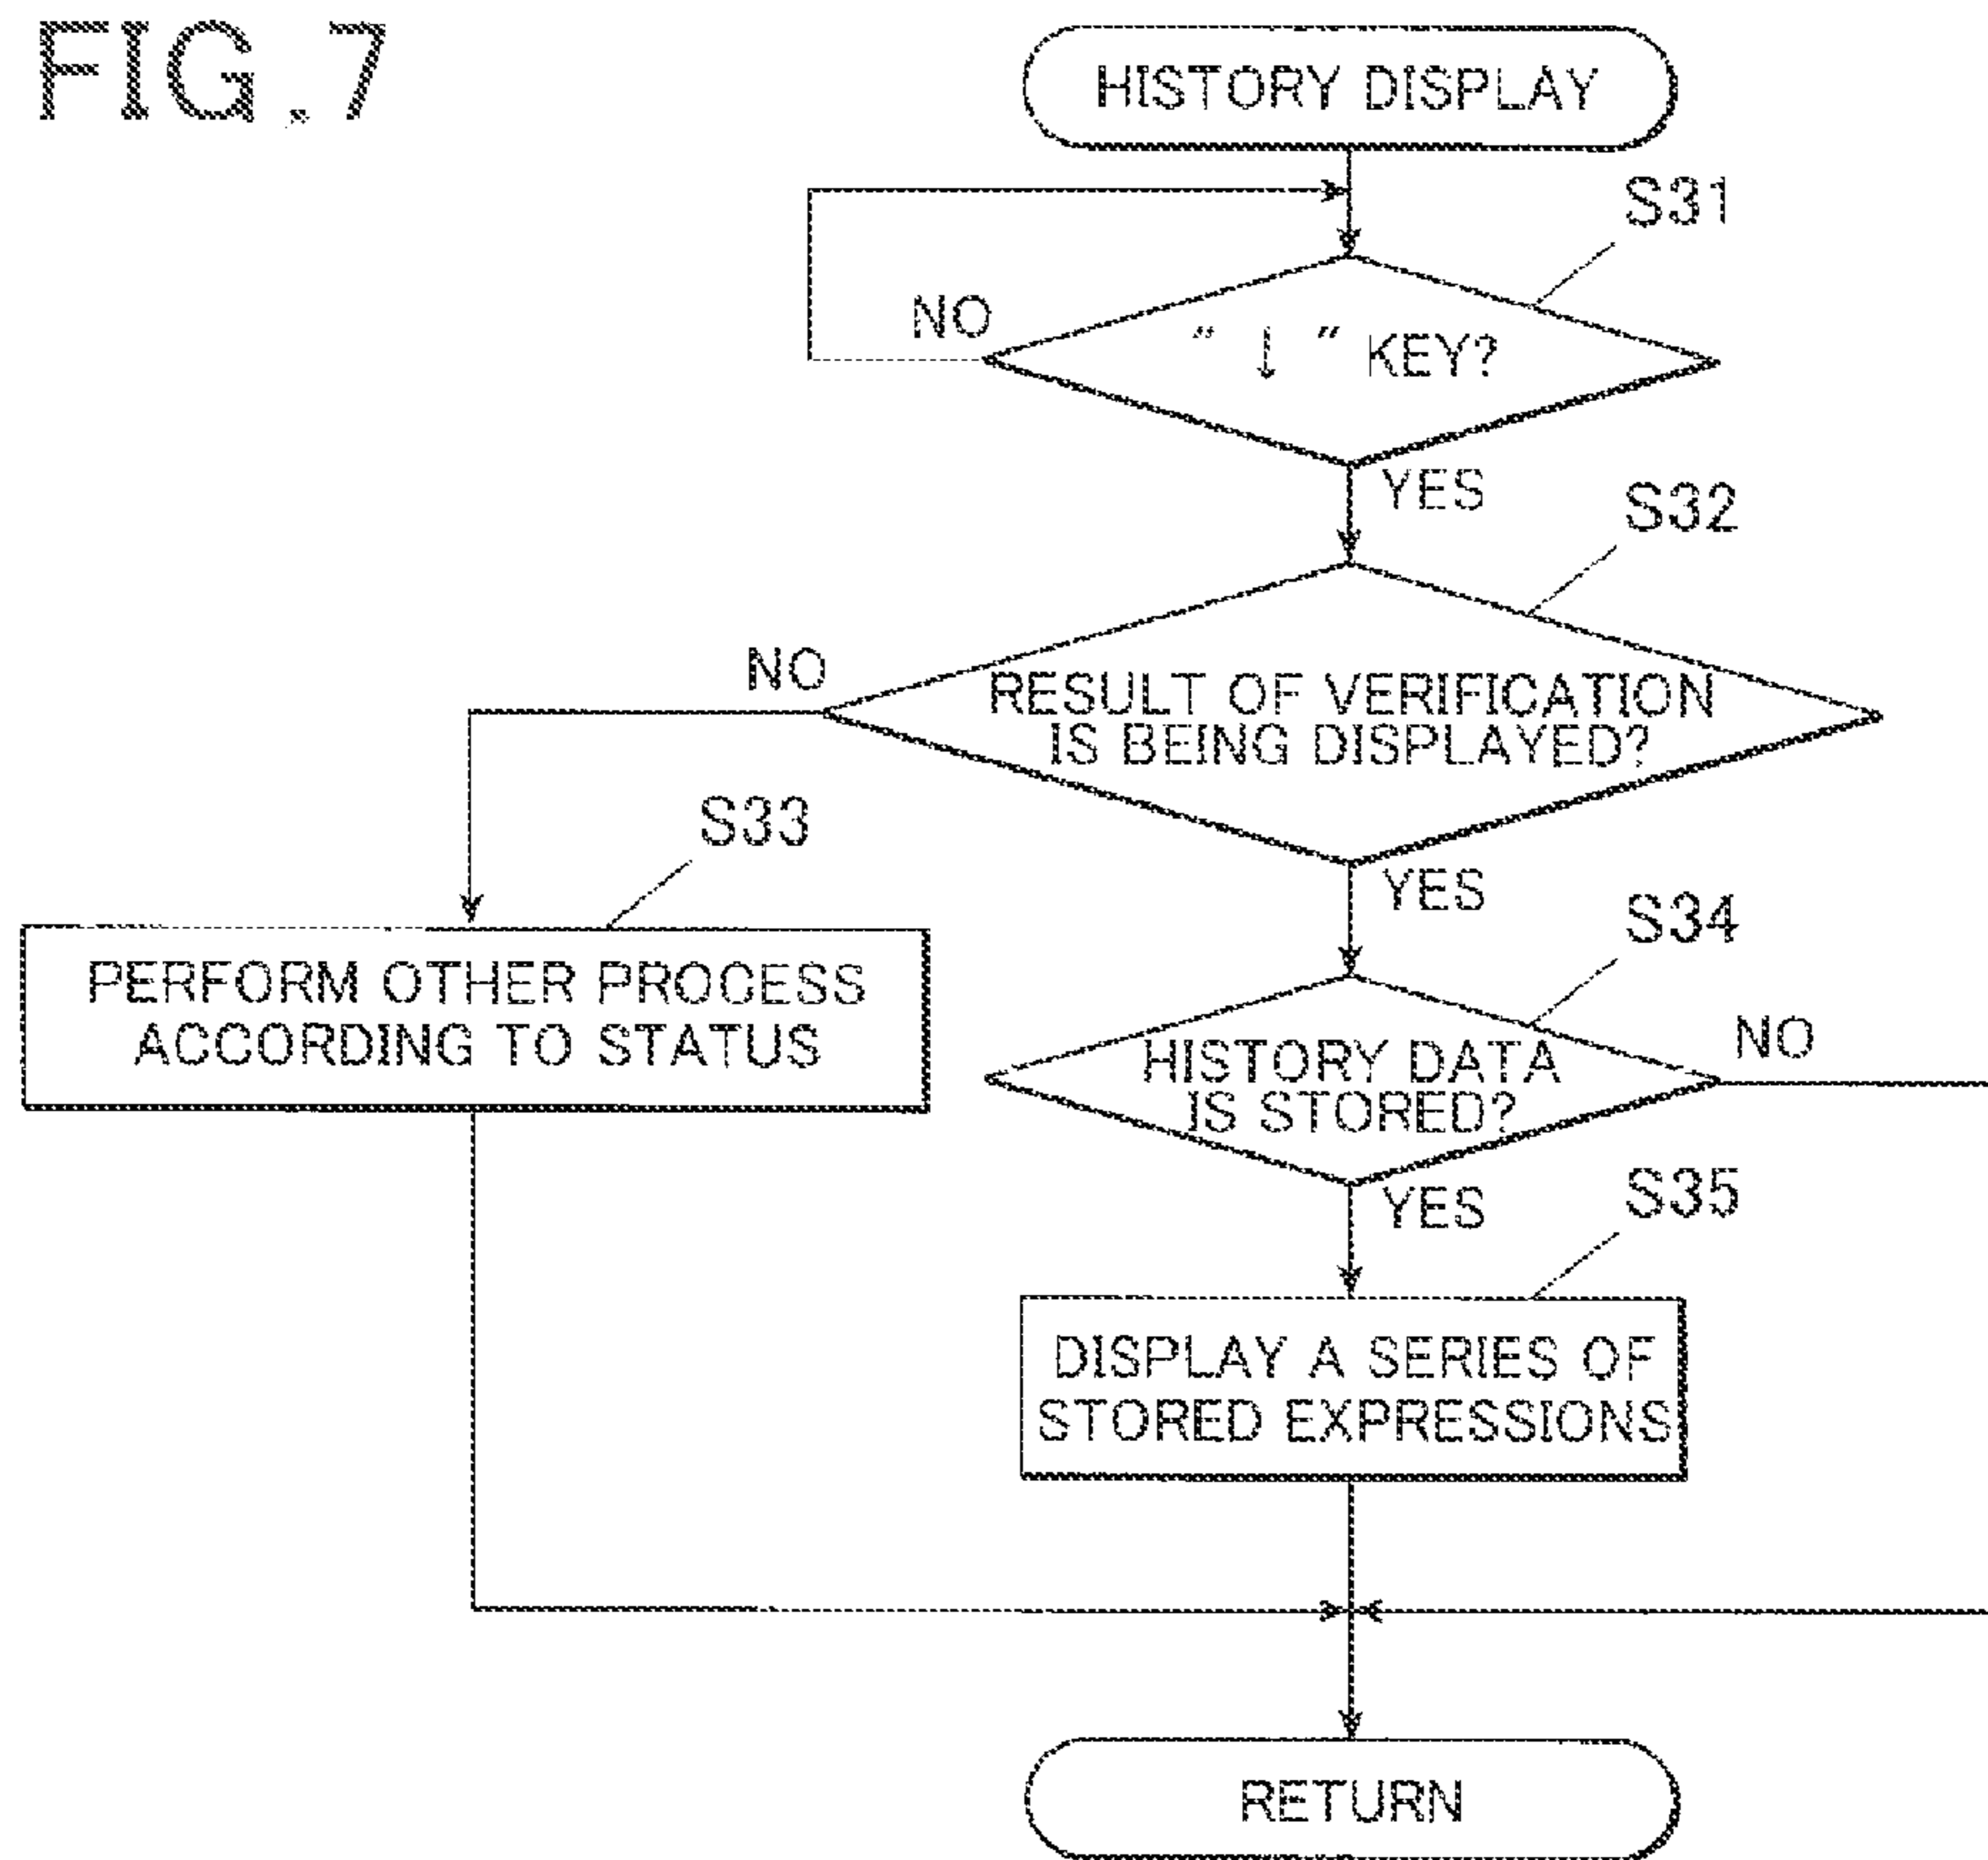 FIG.7
HISTORY DISPLAY
S31
NO
"↓" KEY?
YES
S32
NO
RESULT OF VERIFICATION
IS BEING DISPLAYED?
S33
YES
S34
PERFORM OTHER PROCESS
ACCORDING TO STATUS
NO
HISTORY DATA
IS STORED?
YES
S35
DISPLAY A SERIES OF
STORED EXPRESSIONS
RETURN